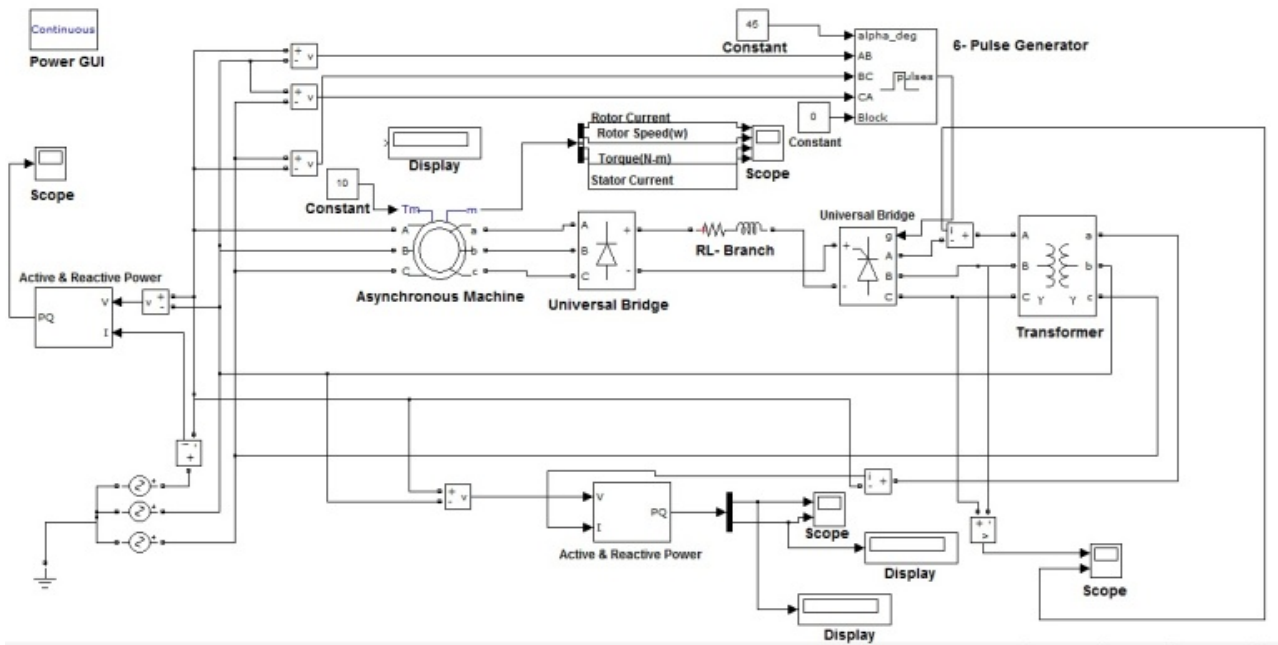 Continuous
Power GUI
45
Constant
alpha_deg
AB
BC
CA
Block
Pulses
6- Pulse Generator
0
Constant
Rotor Current
Rotor Speed(w)
Torque(N-m)
Stator Current
Scope
Display
Scope
10
Constant
Tm
m
A
B
C
a
b
c
Asynchronous Machine
A
B
C
+
-
Universal Bridge
RL- Branch
Universal Bridge
+
-
g
A
B
C
i
-
+
A
B
C
a
b
c
Y
Y
Transformer
Active & Reactive Power
V
I
PQ
+
-
v
+
-
v
+
-
v
+
-
v
+
-
v
V
I
PQ
Active & Reactive Power
i
-
+
Scope
Display
Display
Scope